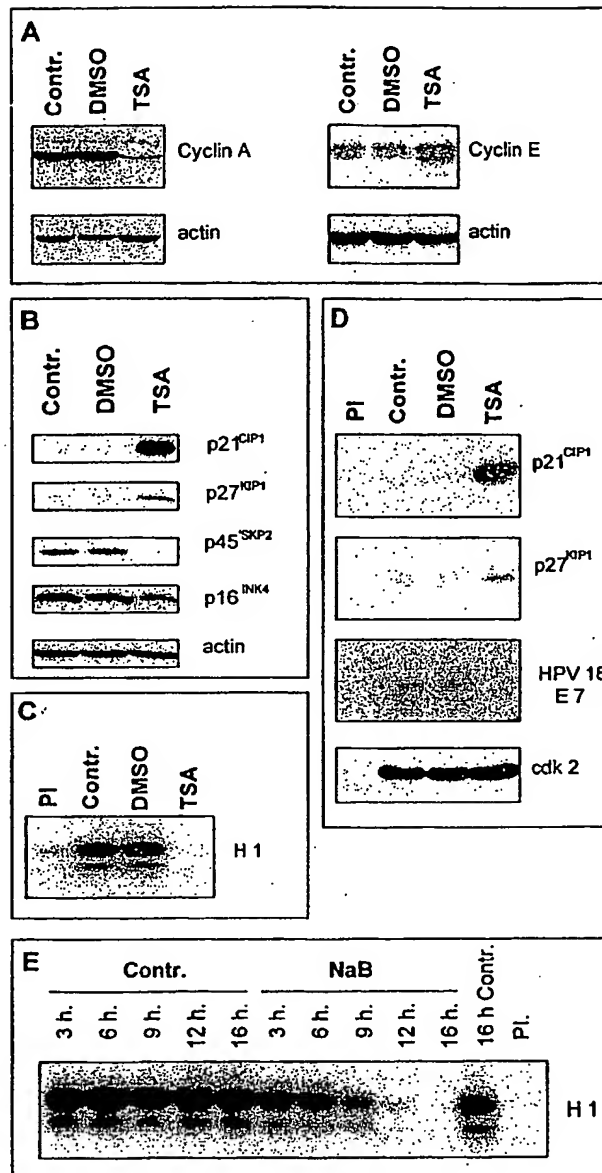 A
Contr.
DMSO
TSA
Cyclin A
actin
Contr.
DMSO
TSA
Cyclin E
actin
B
Contr.
DMSO
TSA
p21CIP1
p27KIP1
p45SKP2
p16INK4
actin
C
PI
Contr.
DMSO
TSA
H 1
D
PI
Contr.
DMSO
TSA
p21CIP1
p27KIP1
HPV 18
E 7
cdk 2
E
Contr.
NaB
3 h.
6 h.
9 h.
12 h.
16 h.
3 h.
6 h.
9 h.
12 h.
16 h.
16 h Contr.
PI.
H 1